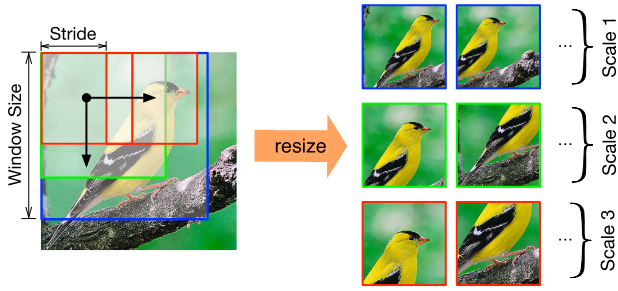 Stride
Window Size
resize
...
Scale 1
...
Scale 2
...
Scale 3